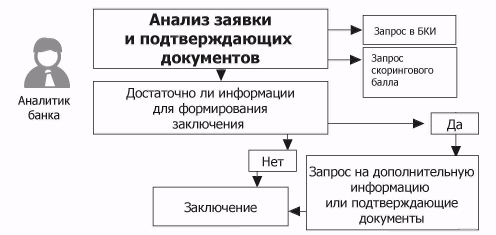 Анализ заявки
и подтверждающих
документов
Запрос в БКИ
Запрос
скорингового
балла
Аналитик
банка
Достаточно ли информации
для формирования
заключения
Да
Нет
Запрос на дополнительную
информацию
или подтверждающие
документы
Заключение